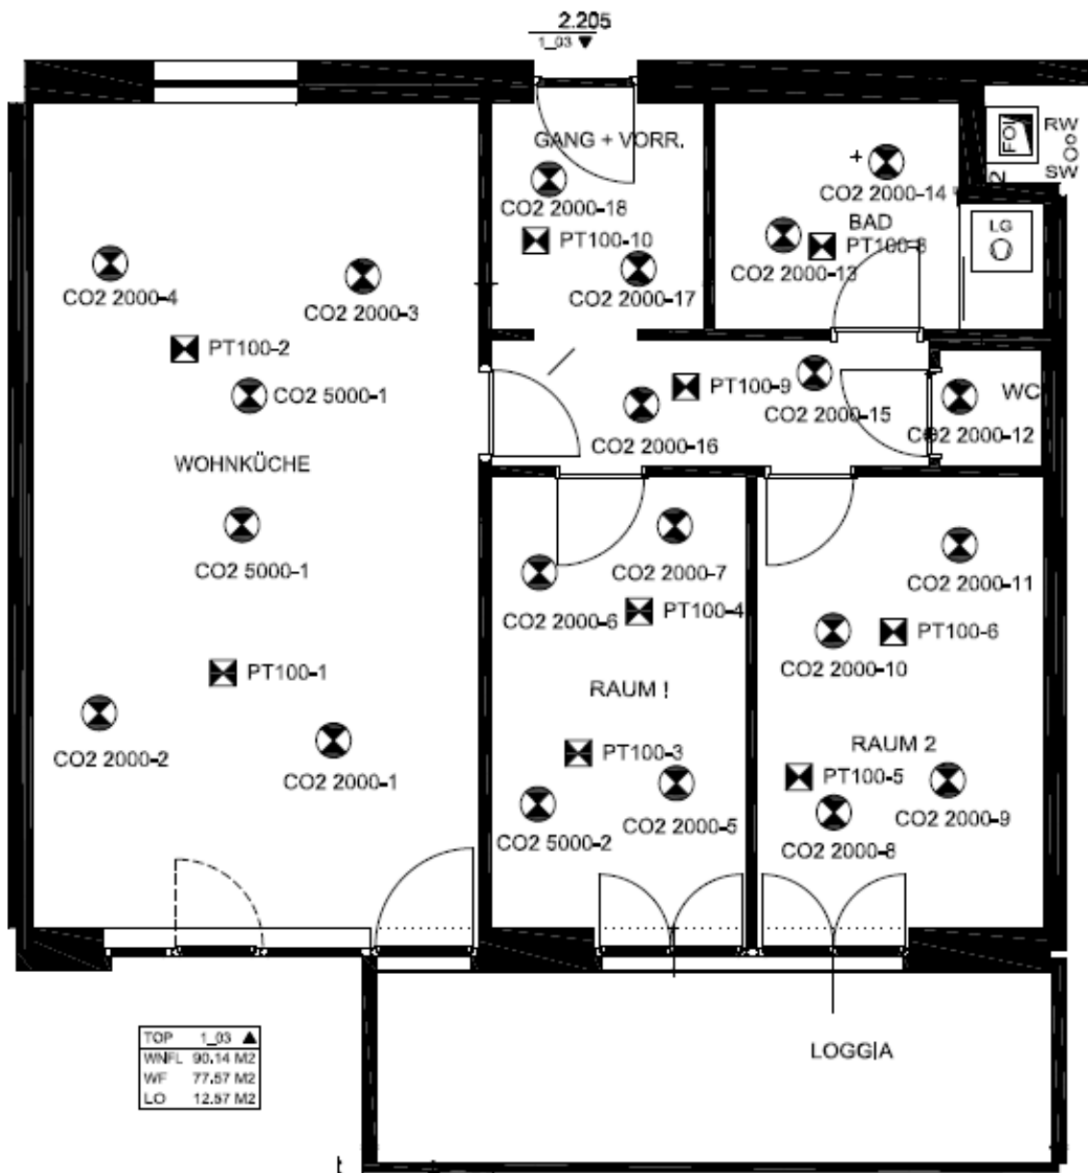 2.205
1_03
GANG + VORR.
RW
FOI
SW
CO2 2000-14
CO2 2000-18
BAD
LG
PT100-10
PT100-8
CO2 2000-13
CO2 2000-17
CO2 2000-4
CO2 2000-3
PT100-2
PT100-9
CO2 5000-1
WC
CO2 2000-15
CO2 2000-16
CO2 2000-12
WOHNKÜCHE
CO2 5000-1
CO2 2000-7
CO2 2000-11
CO2 2000-6
PT100-4
PT100-6
CO2 2000-10
PT100-1
RAUM !
CO2 2000-2
RAUM 2
PT100-3
CO2 2000-1
PT100-5
CO2 2000-5
CO2 2000-9
CO2 5000-2
CO2 2000-8
TOP 1_03
WNFL 90.14 M2
WF 77.57 M2
LO 12.57 M2
LOGGIA